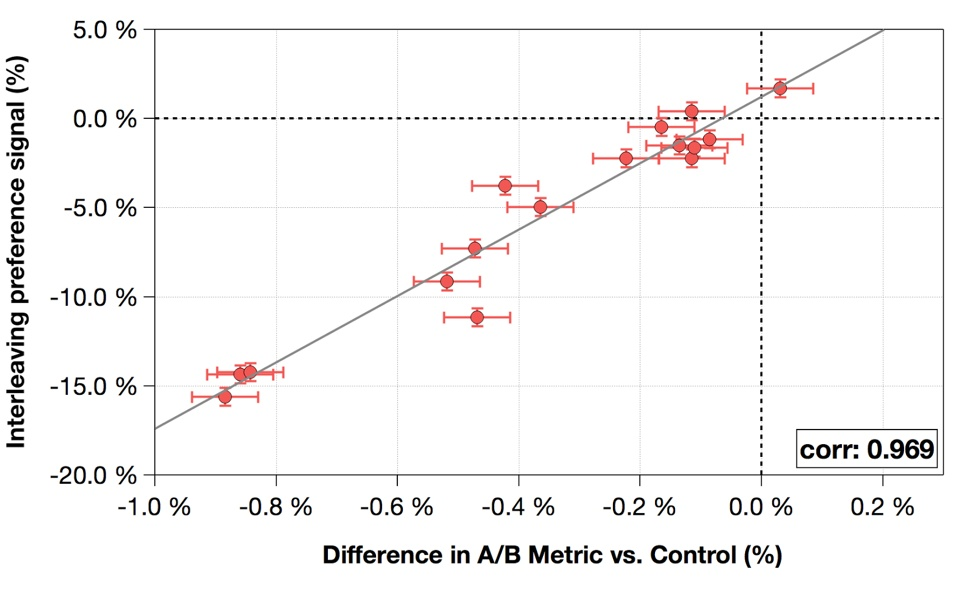 Interleaving preference signal (%)
5.0 %
0.0 %
-5.0 %
-10.0 %
-15.0 %
-20.0 %
corr: 0.969
-1.0 % -0.8 % -0.6 % -0.4 % -0.2 % 0.0 % 0.2 %
Difference in A/B Metric vs. Control (%)